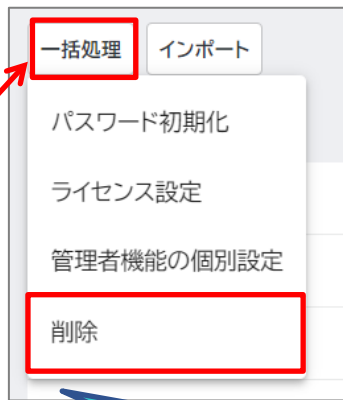 一括処理 インポート
パスワード初期化
ライセンス設定
管理者機能の個別設定
削除